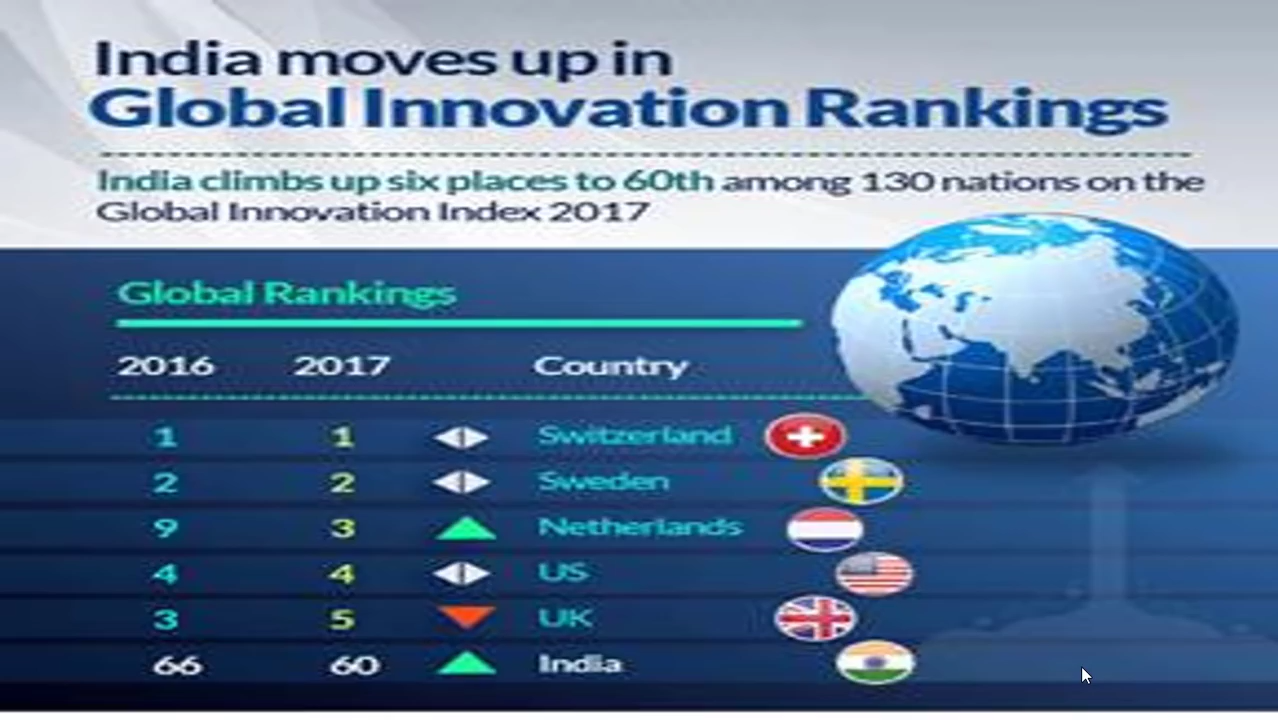 India moves up in
Global Innovation Rankings
India climbs up six places to 60th among 130 nations on the
Global Innovation Index 2017
Global Rankings
2016 2017 Country
1 1 Switzerland
2 2 Sweden
9 3 Netherlands
4 4 US
3 5 UK
66 60 India